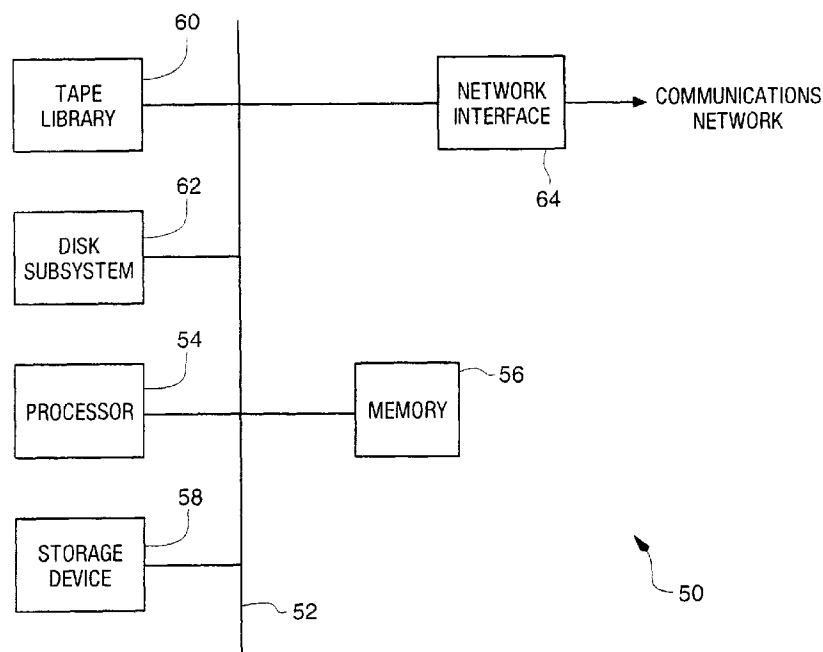 60
TAPE
LIBRARY
NETWORK
INTERFACE
COMMUNICATIONS
NETWORK
64
62
DISK
SUBSYSTEM
54
PROCESSOR
56
MEMORY
58
STORAGE
DEVICE
52
50